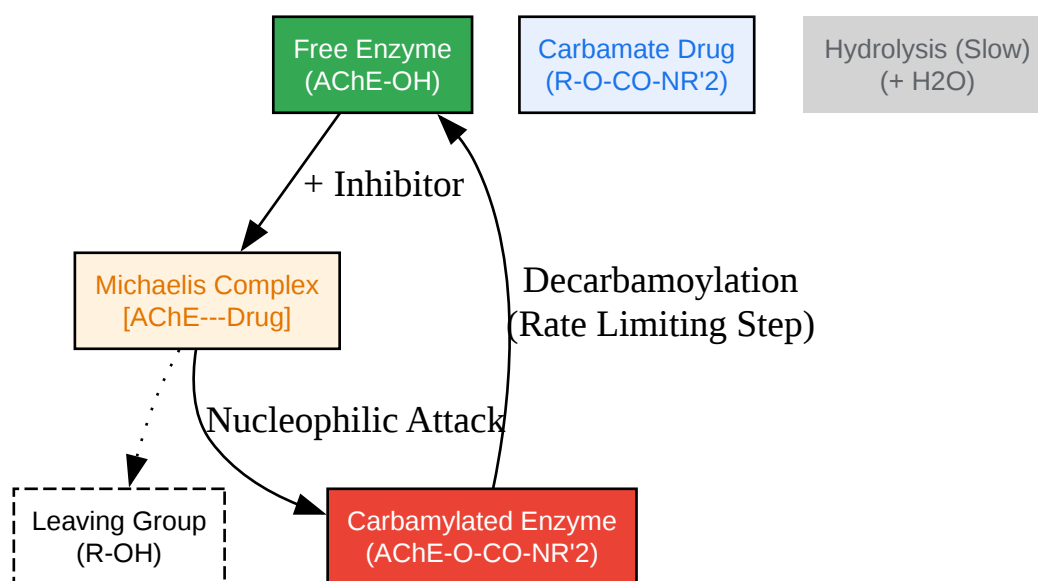 Free Enzyme
(AChE-OH)
Carbamate Drug
(R-O-CO-NR'2)
Hydrolysis (Slow)
(+ H2O)
+ Inhibitor
Michaelis Complex
[AChE---Drug]
Decarbamoylation
(Rate Limiting Step)
Nucleophilic Attack
Leaving Group
(R-OH)
Carbamylated Enzyme
(AChE-O-CO-NR'2)